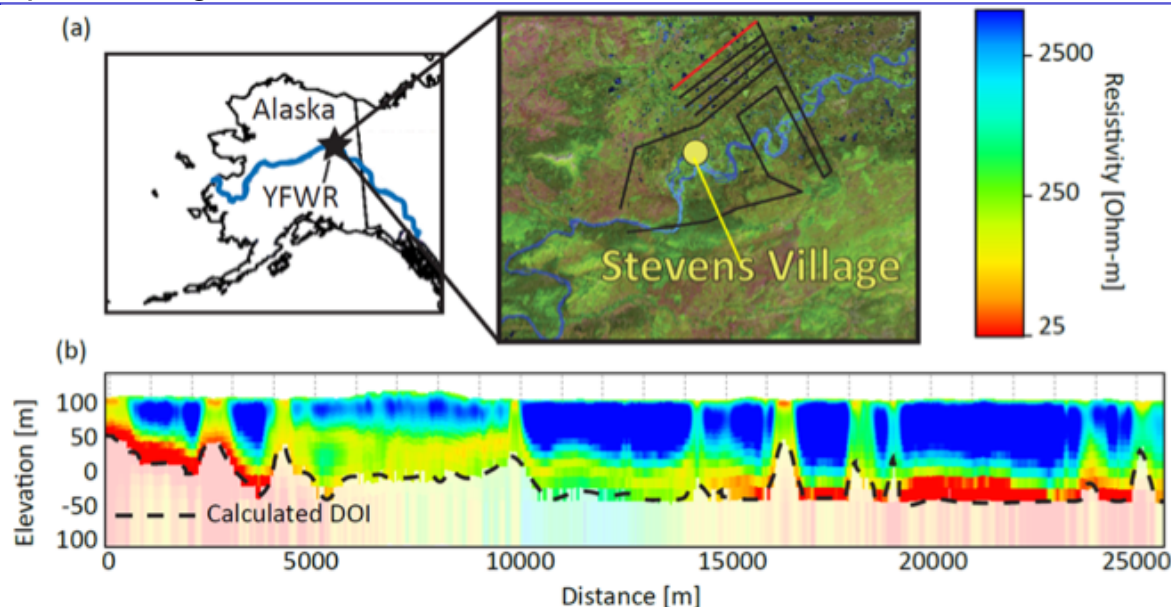 (a)
Alaska
YFWR
Stevens Village
2500
250
25
Resistivity [Ohm-m]
(b)
Elevation [m]
100
50
0
-50
100
Calculated DOI
0
5000
10000
15000
20000
25000
Distance [m]